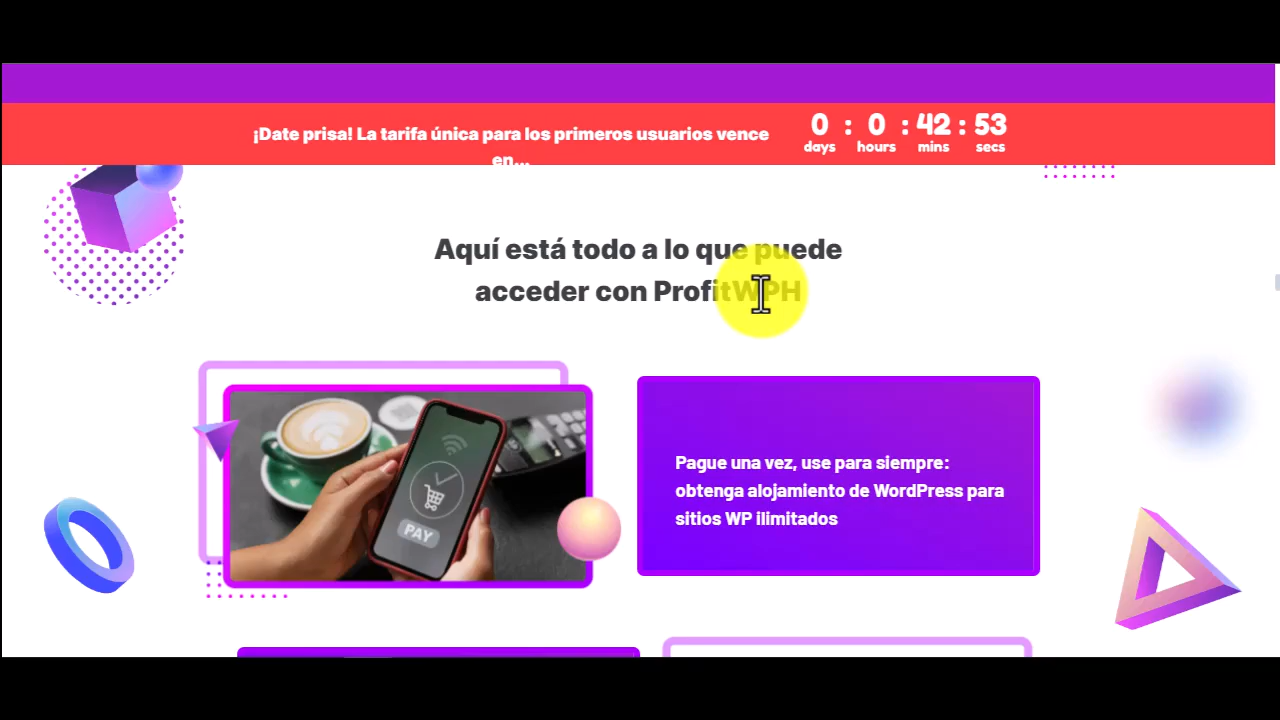 ¡Date prisa! La tarifa única para los primeros usuarios vence
en...
0 : 0 : 42 : 53
days hours mins secs
Aquí está todo a lo que puede
acceder con ProfitWPH
PAY
Pague una vez, use para siempre:
obtenga alojamiento de WordPress para
sitios WP ilimitados